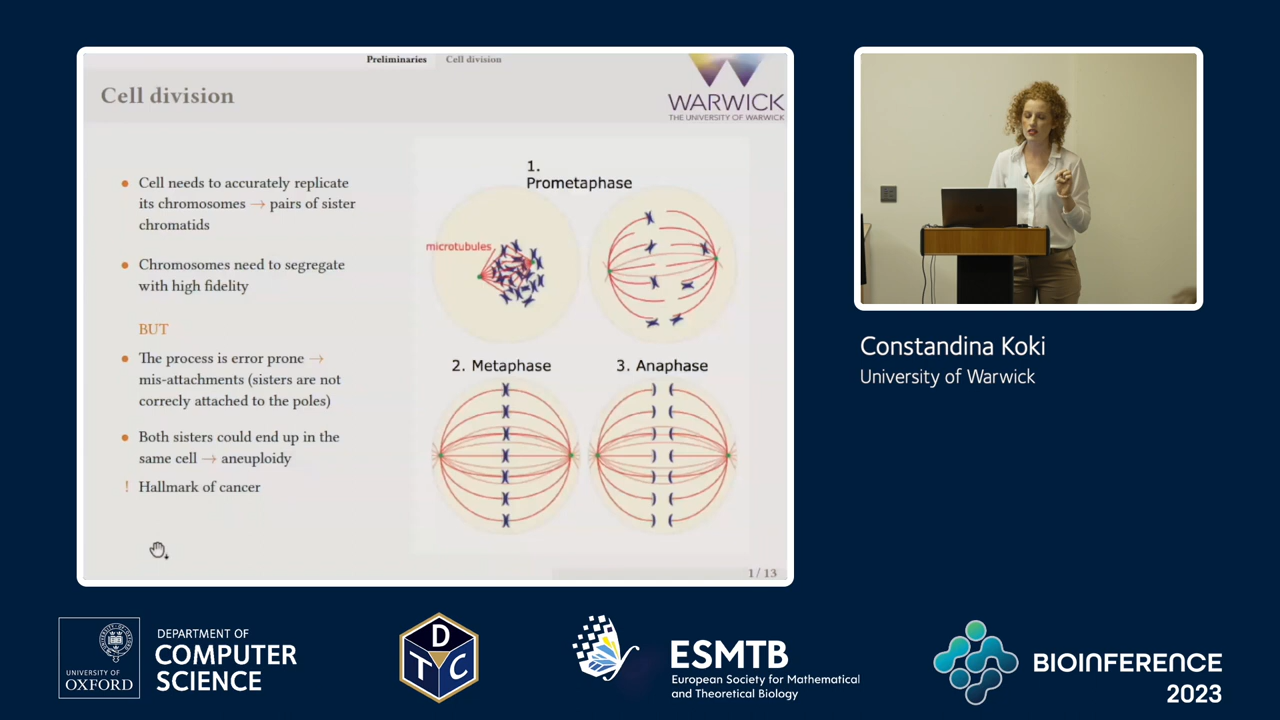 Preliminaries Cell division
Cell division
WARWICK
THE UNIVERSITY OF WARWICK
Cell needs to accurately replicate
its chromosomes → pairs of sister
chromatids
Chromosomes need to segregate
with high fidelity
BUT
The process is error prone →
mis-attachments (sisters are not
correcly attached to the poles)
Both sisters could end up in the
same cell → aneuploidy
! Hallmark of cancer
1.
Prometaphase
microtubules
2. Metaphase
3. Anaphase
1 / 13
Constandina Koki
University of Warwick
UNIVERSITY OF
OXFORD
DEPARTMENT OF
COMPUTER
SCIENCE
D
T C
ESMTB
European Society for Mathematical
and Theoretical Biology
BIOINFERENCE
2023